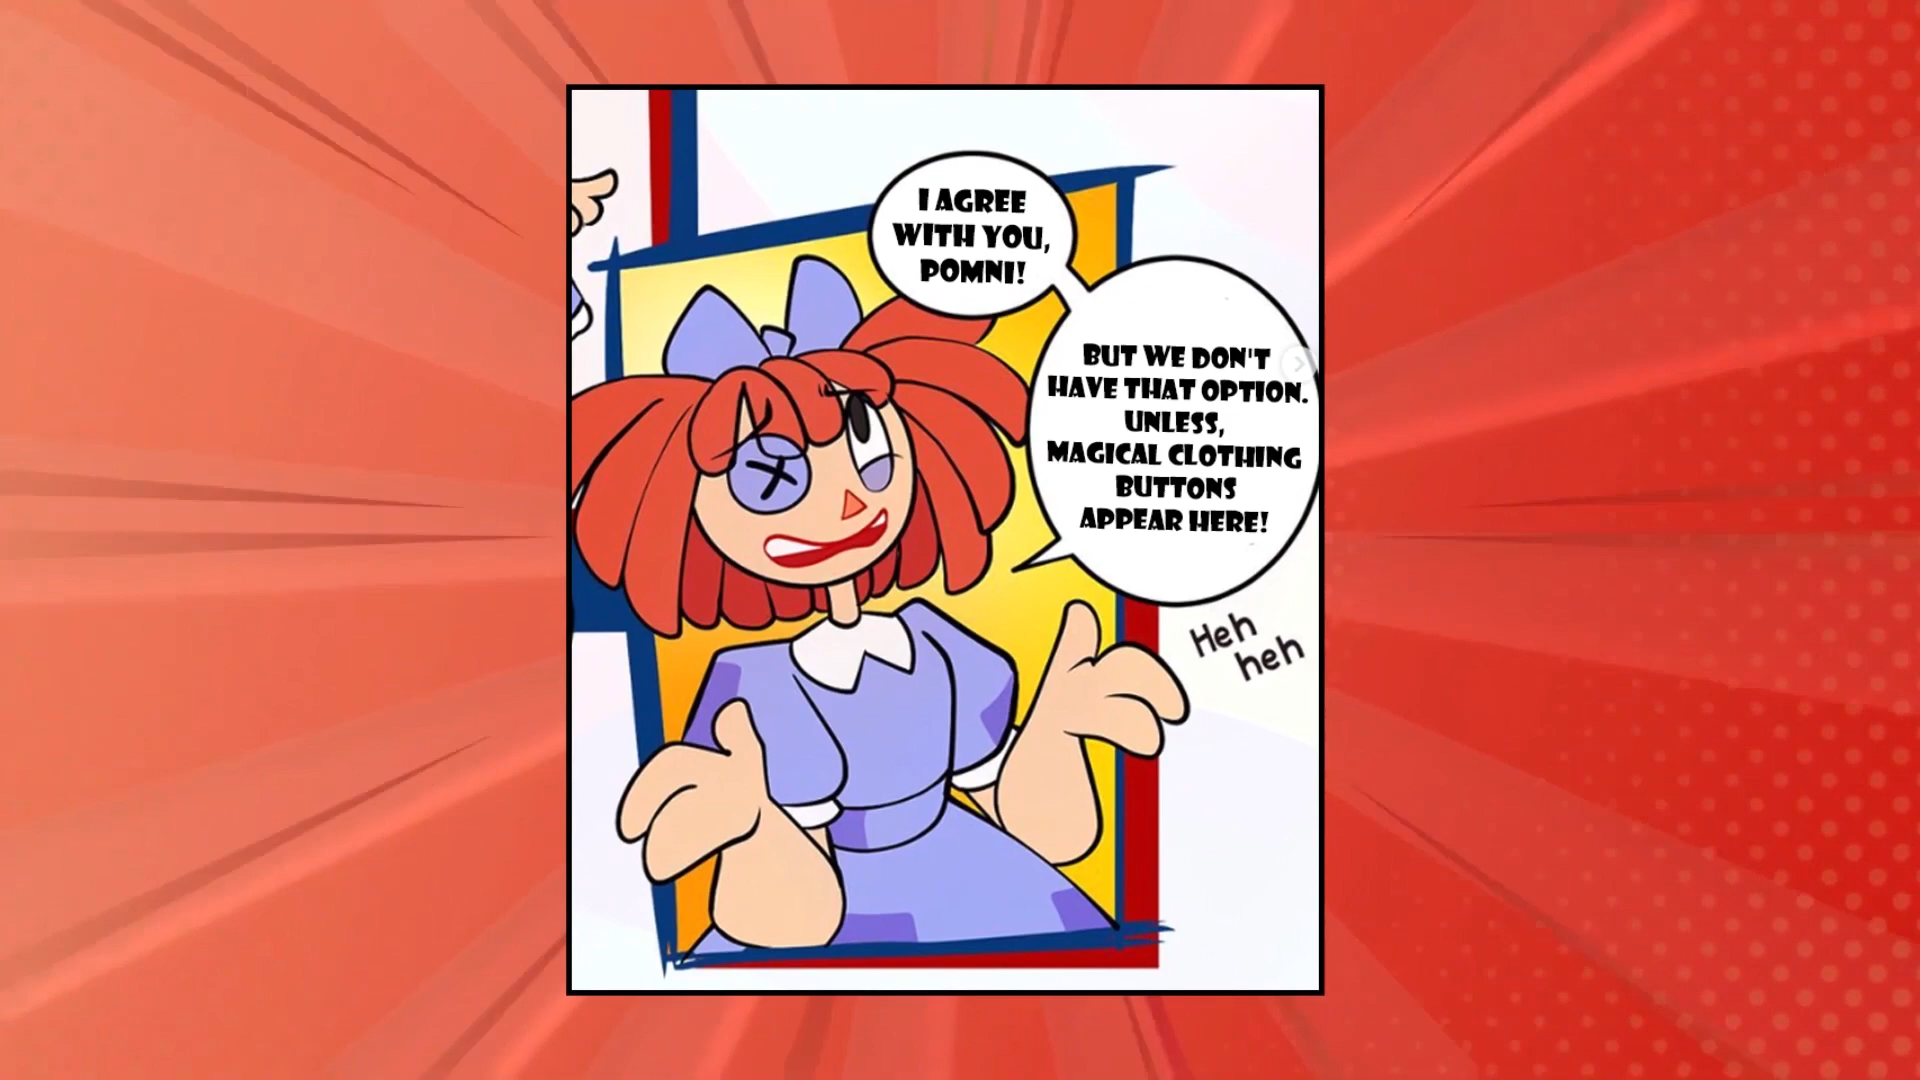 I AGREE
WITH YOU,
POMNI!
BUT WE DON'T
HAVE THAT OPTION.
UNLESS,
MAGICAL CLOTHING
BUTTONS
APPEAR HERE!
Heh
heh